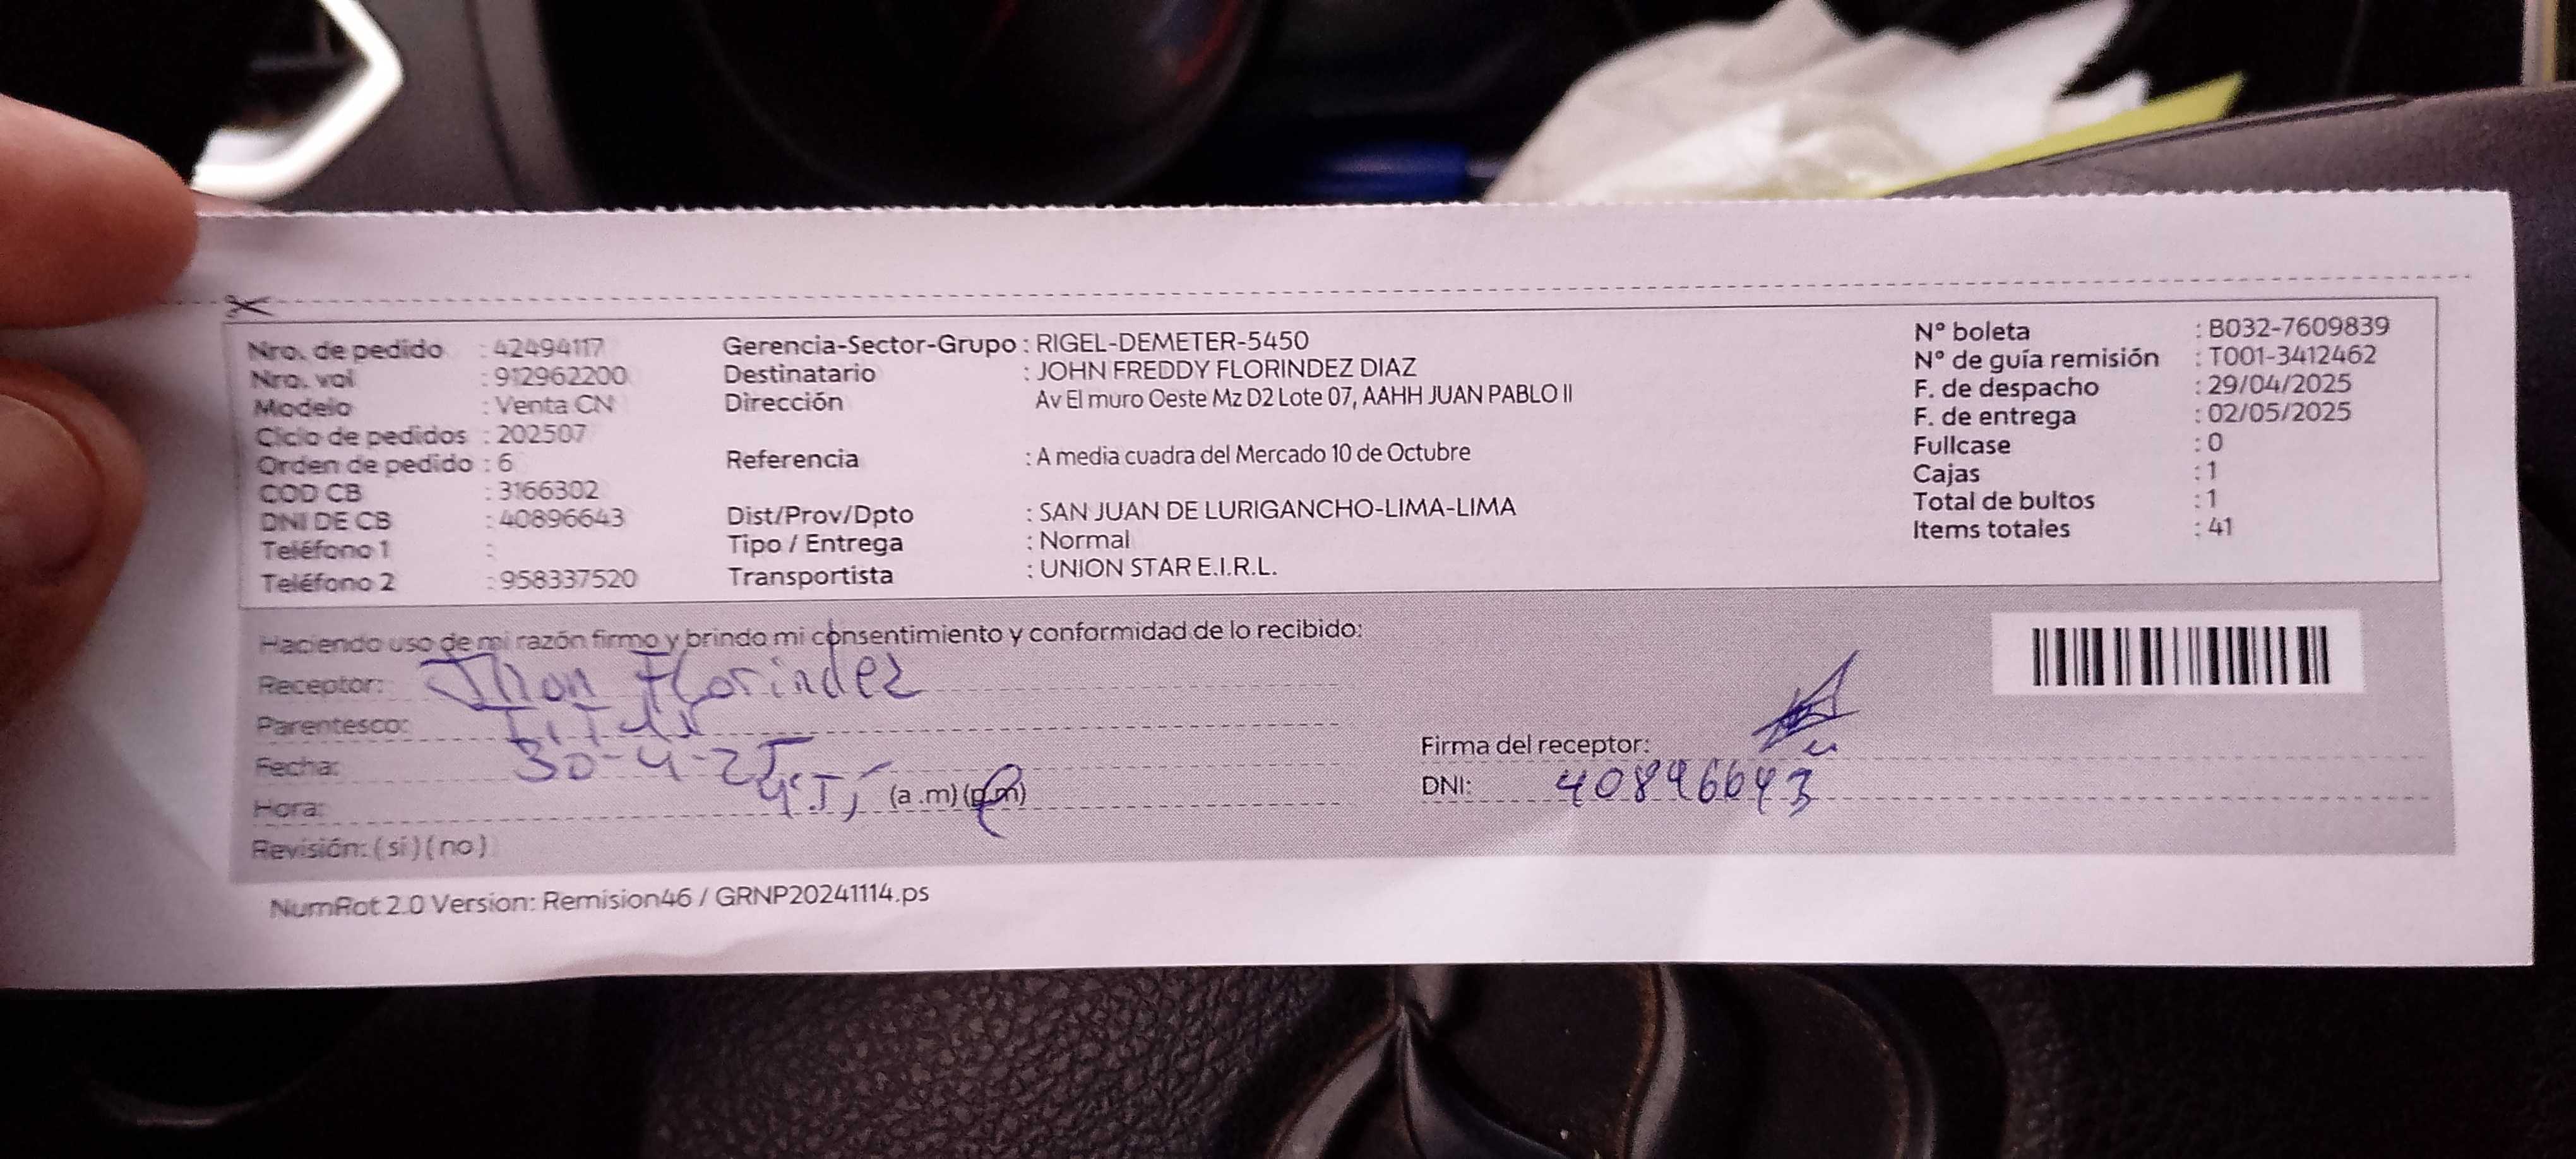 Nro. de pedido : 42494117
Nro. val : 912962200
Modelo : Venta CN
Ciclo de pedidos : 202507
Orden de pedido : 6
COD CB : 3166302
DNI DE CB : 40896643
Teléfono 1 :
Teléfono 2 : 958337520
Gerencia-Sector-Grupo : RIGEL-DEMETER-5450
Destinatario : JOHN FREDDY FLORINDEZ DIAZ
Dirección Av El muro Oeste Mz D2 Lote 07, AAHH JUAN PABLO II
Referencia : A media cuadra del Mercado 10 de Octubre
Dist/Prov/Dpto : SAN JUAN DE LURIGANCHO-LIMA-LIMA
Tipo / Entrega : Normal
Transportista : UNION STAR E.I.R.L.
N° boleta : B032-7609839
N° de guía remisión : T001-3412462
F. de despacho : 29/04/2025
F. de entrega : 02/05/2025
Fullcase : 0
Cajas : 1
Total de bultos : 1
Items totales : 41
Haciendo uso de mi razón firmo y brindo mi consentimiento y conformidad de lo recibido:
Receptor: Jhon Florindez
Parentesco:
Fecha: 30-4-25
Hora: (a .m) (p.m)
Revisión: ( si ) ( no )
Firma del receptor:
DNI: 40896643
NumRot 2.0 Version: Remision46 / GRNP20241114.ps